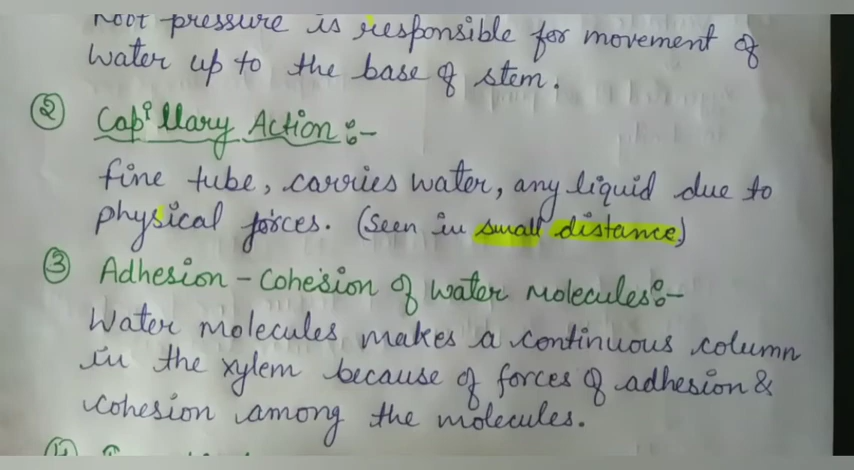 Root pressure is responsible for movement of
water up to the base of stem.
② Capillary Action :-
fine tube, carries water, any liquid due to
physical forces. (Seen in small distance)
③ Adhesion - Cohesion of water molecules :-
Water molecules makes a continuous column
in the xylem because of forces of adhesion &
cohesion among the molecules.